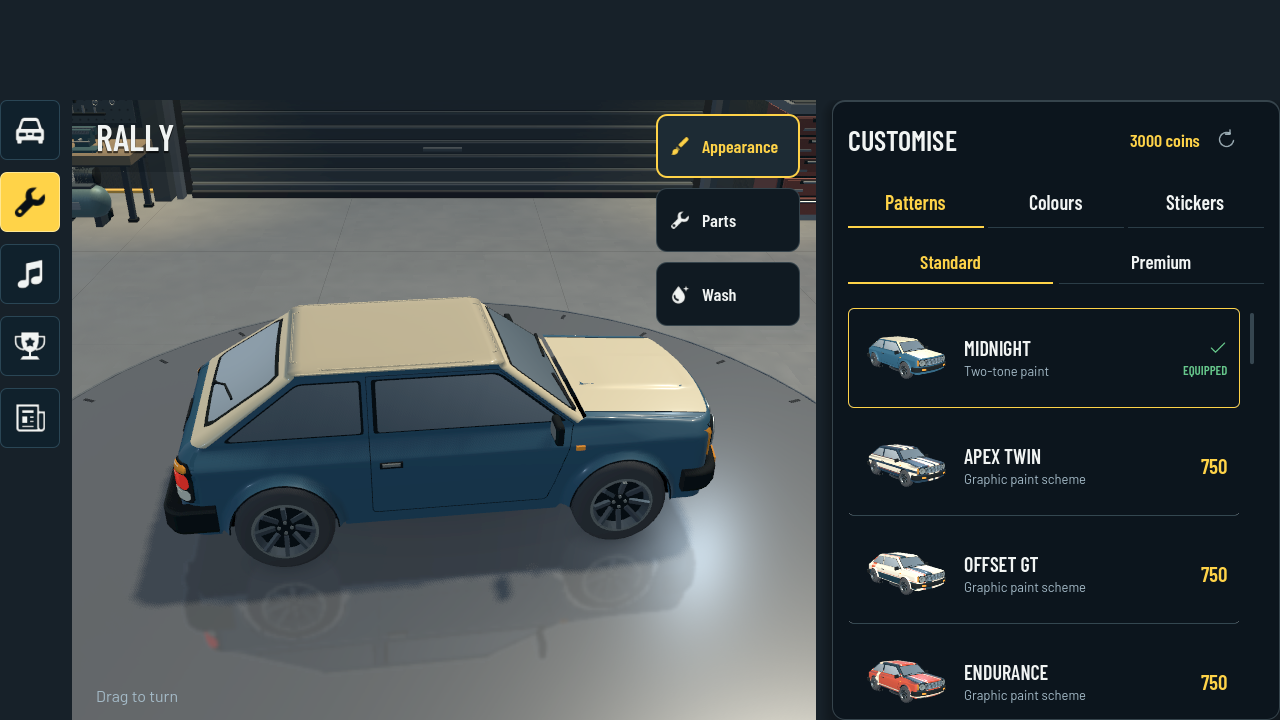 RALLY
Appearance
Parts
Wash
Drag to turn
CUSTOMISE
3000 coins
Patterns
Colours
Stickers
Standard
Premium
MIDNIGHT
Two-tone paint
EQUIPPED
APEX TWIN
Graphic paint scheme
750
OFFSET GT
Graphic paint scheme
750
ENDURANCE
Graphic paint scheme
750